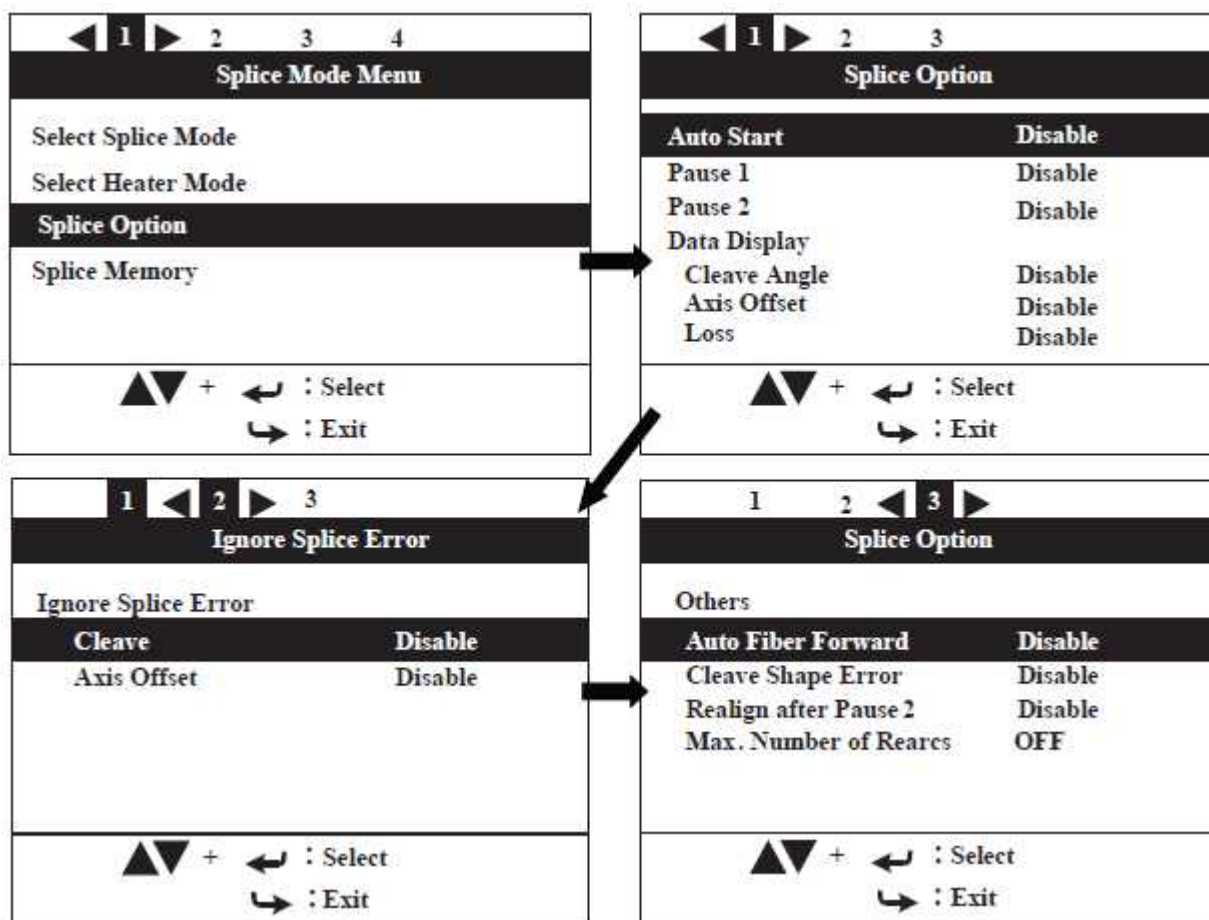 1 2 3 4
Splice Mode Menu
Select Splice Mode
Select Heater Mode
Splice Option
Splice Memory
+ : Select
: Exit
1 2 3
Splice Option
Auto Start Disable
Pause 1 Disable
Pause 2 Disable
Data Display
Cleave Angle Disable
Axis Offset Disable
Loss Disable
+ : Select
: Exit
1 2 3
Ignore Splice Error
Ignore Splice Error
Cleave Disable
Axis Offset Disable
+ : Select
: Exit
1 2 3
Splice Option
Others
Auto Fiber Forward Disable
Cleave Shape Error Disable
Realign after Pause 2 Disable
Max. Number of Rearcs OFF
+ : Select
: Exit